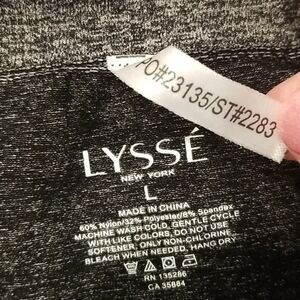 PO#23135/ST#2283
LYSSÉ
NEW YORK
L
MADE IN CHINA
60% Nylon/32% Polyester/8% Spandex
MACHINE WASH COLD, GENTLE CYCLE
WITH LIKE COLORS, DO NOT USE
SOFTENER, ONLY NON-CHLORINE
BLEACH WHEN NEEDED, HANG DRY
RN 135286
CA 35884